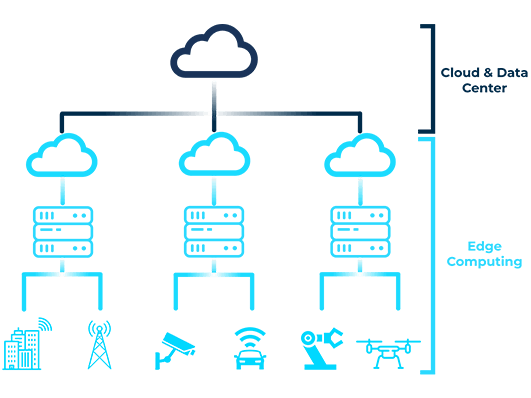 Cloud & Data
Center
Edge
Computing